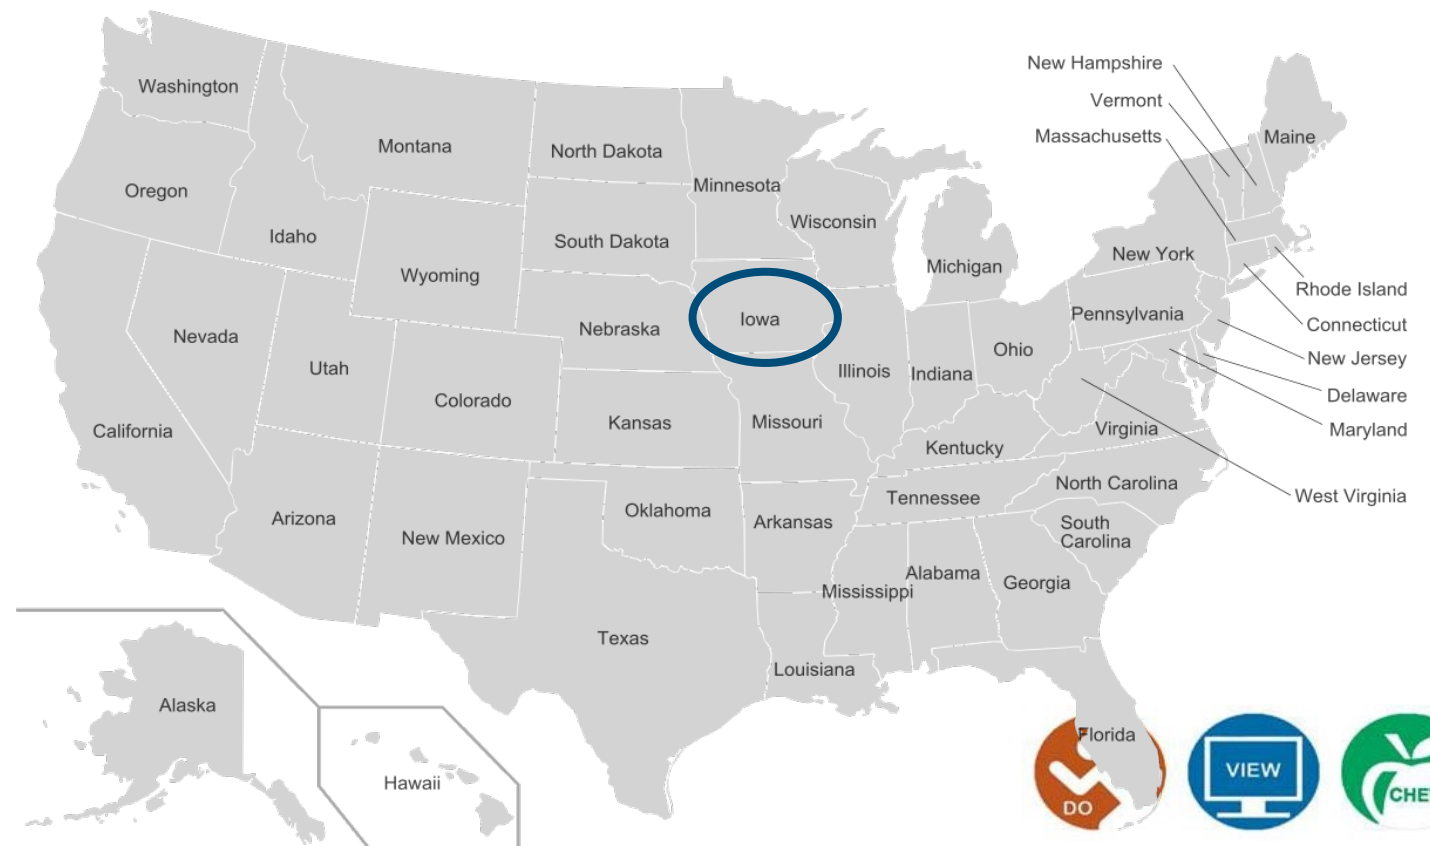 New Hampshire
Washington
Vermont
Massachusetts
Maine
Montana
North Dakota
Minnesota
Oregon
Wisconsin
Idaho
South Dakota
New York
Michigan
Wyoming
Rhode Island
Pennsylvania
Iowa
Connecticut
Nebraska
Nevada
Ohio
New Jersey
Utah
Illinois
Indiana
Delaware
Colorado
Kansas
Missouri
Virginia
Maryland
California
Kentucky
North Carolina
West Virginia
Tennessee
Oklahoma
Arizona
Arkansas
South
Carolina
New Mexico
Alabama
Georgia
Mississippi
Texas
Louisiana
Alaska
Florida
Hawaii
VIEW
DO